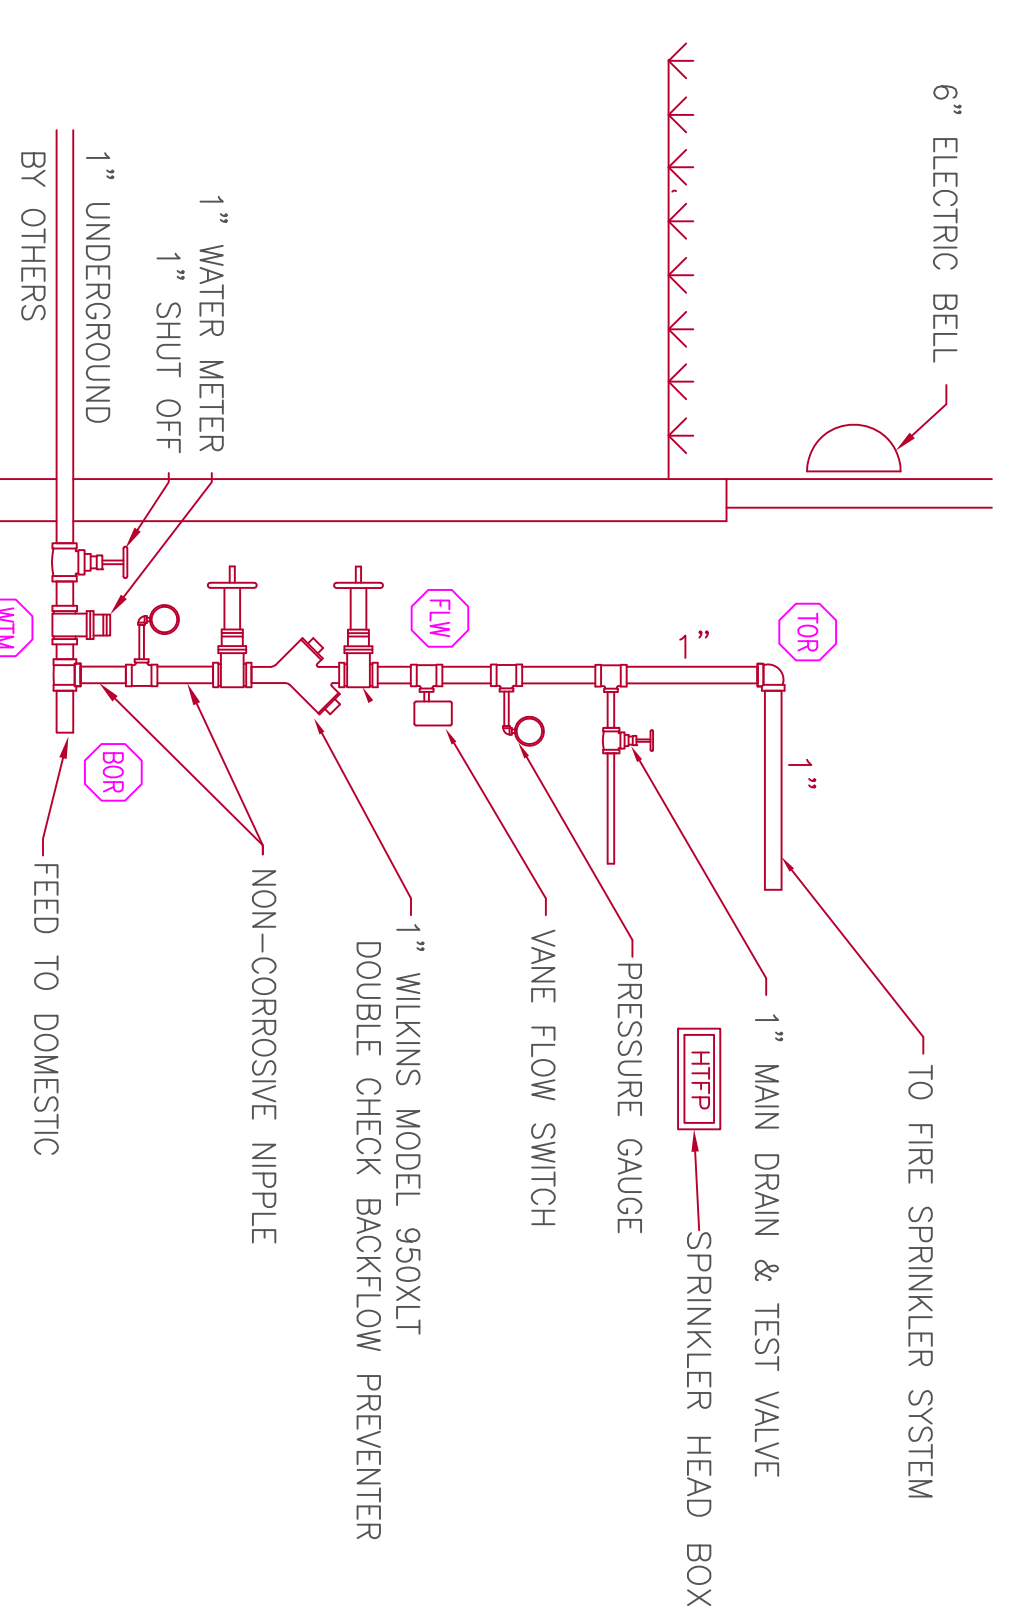 6" ELECTRIC BELL
1" WATER METER
1" SHUT OFF
1" UNDERGROUND
BY OTHERS
TOR
1"
1"
FLW
WTM
BOR
TO FIRE SPRINKLER SYSTEM
1" MAIN DRAIN & TEST VALVE
HTFP
SPRINKLER HEAD BOX
PRESSURE GAUGE
VANE FLOW SWITCH
1" WILKINS MODEL 950XLT
DOUBLE CHECK BACKFLOW PREVENTER
NON-CORROSIVE NIPPLE
FEED TO DOMESTIC